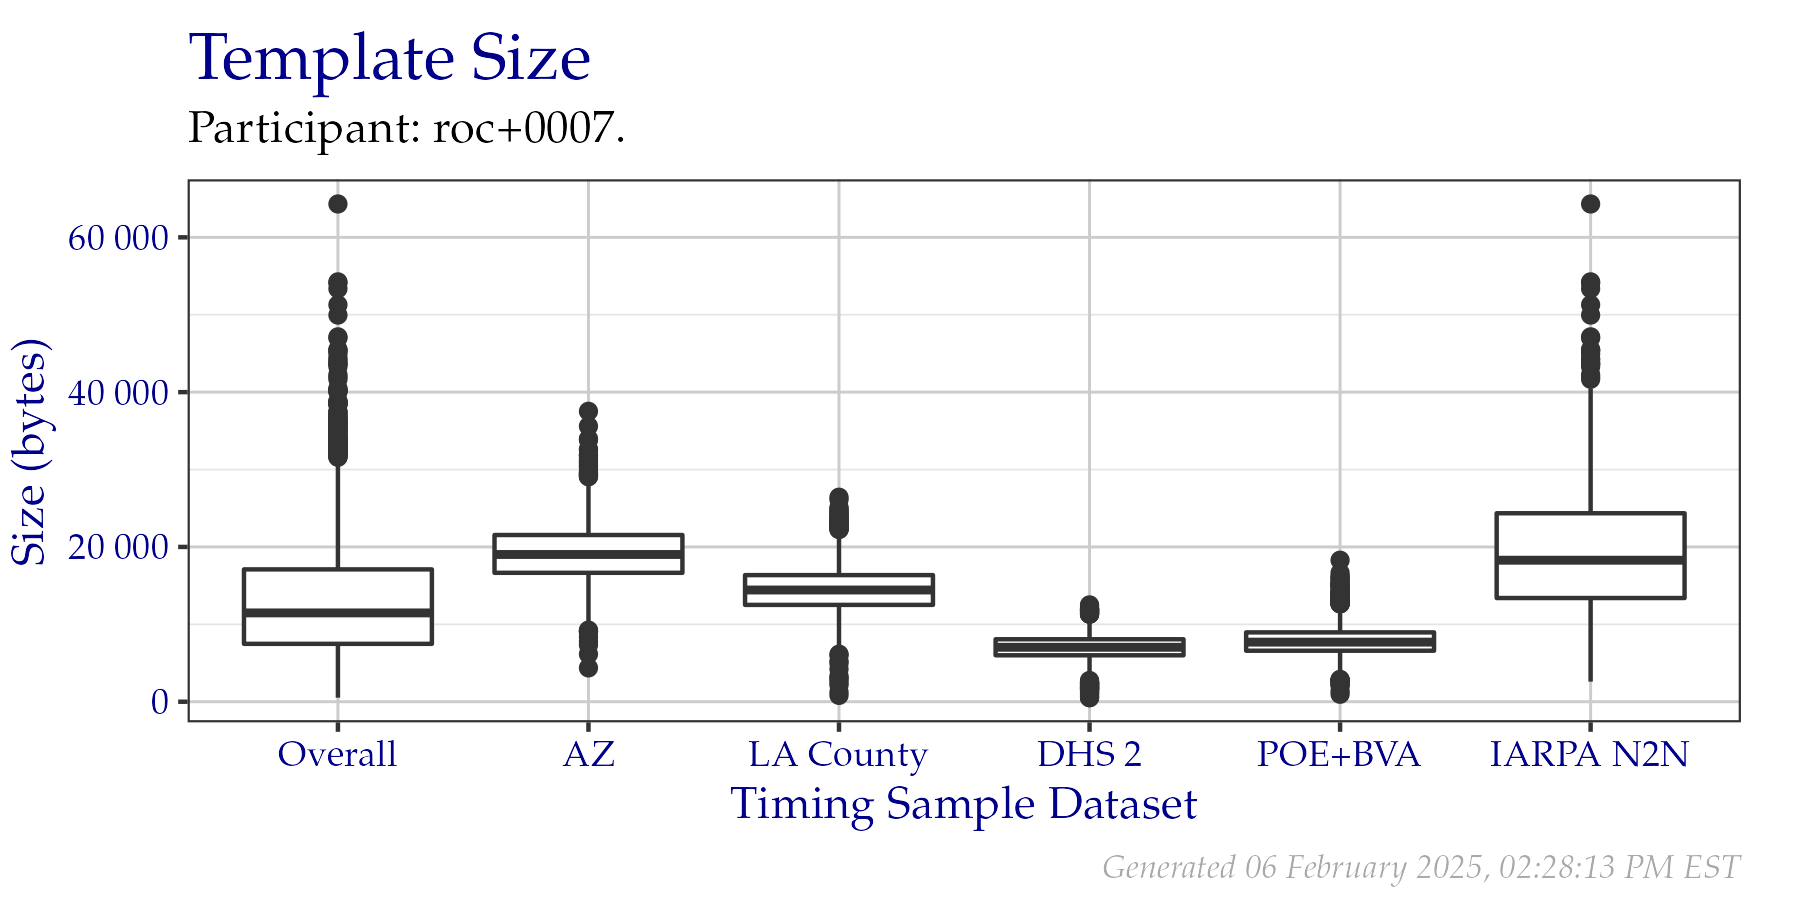 Template Size
Participant: roc+0007.
Size (bytes)
60 000
40 000
20 000
0
Overall AZ LA County DHS 2 POE+BVA IARPA N2N
Timing Sample Dataset
Generated 06 February 2025, 02:28:13 PM EST